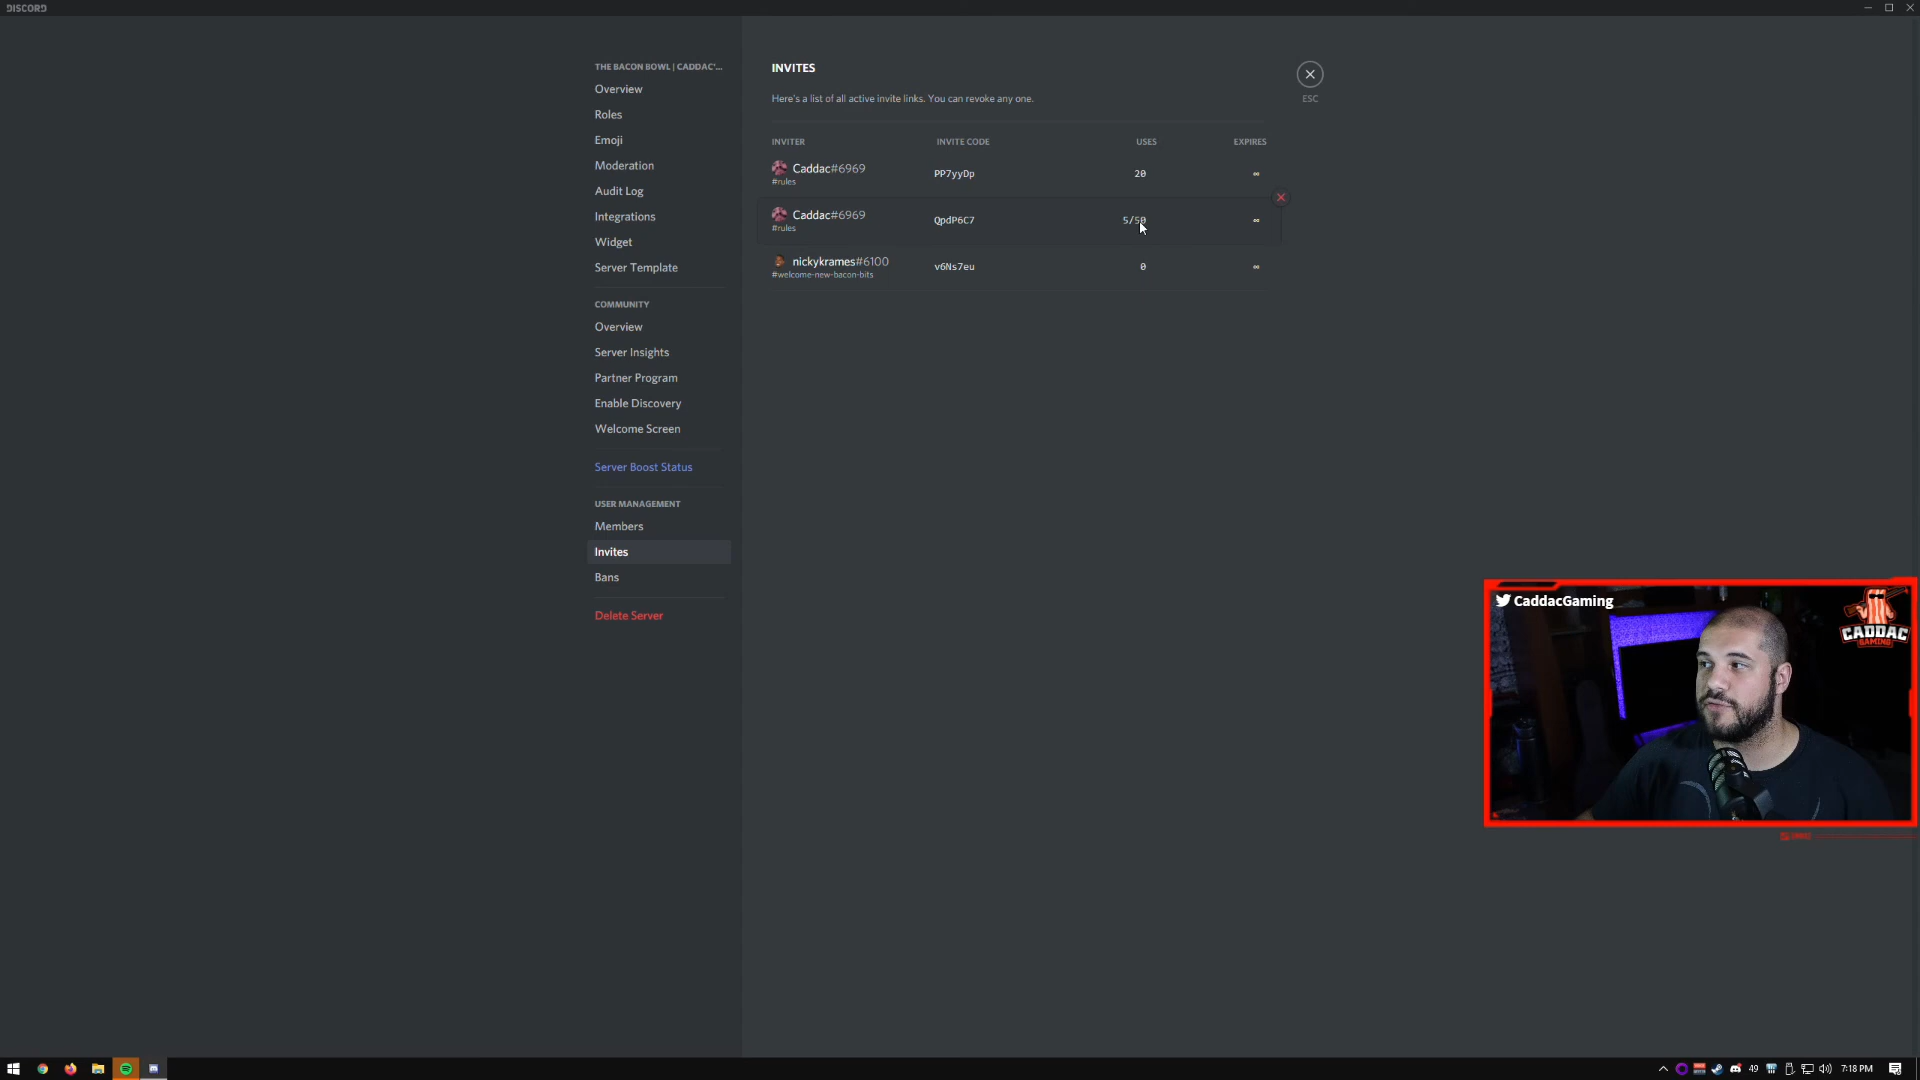 DISCORD
THE BACON BOWL | CADDAC'...
Overview
Roles
Emoji
Moderation
Audit Log
Integrations
Widget
Server Template
COMMUNITY
Overview
Server Insights
Partner Program
Enable Discovery
Welcome Screen
Server Boost Status
USER MANAGEMENT
Members
Invites
Bans
Delete Server
INVITES
ESC
Here's a list of all active invite links. You can revoke any one.
INVITER INVITE CODE USES EXPIRES
Caddac#6969 PP7yyDp 20 ∞
#rules
Caddac#6969 QpdP6C7 5/50 ∞
#rules
nickykrames#6100 v6Ns7eu 0 ∞
#welcome-new-bacon-bits
CaddacGaming
CADDAC
GAMING
49 7:18 PM